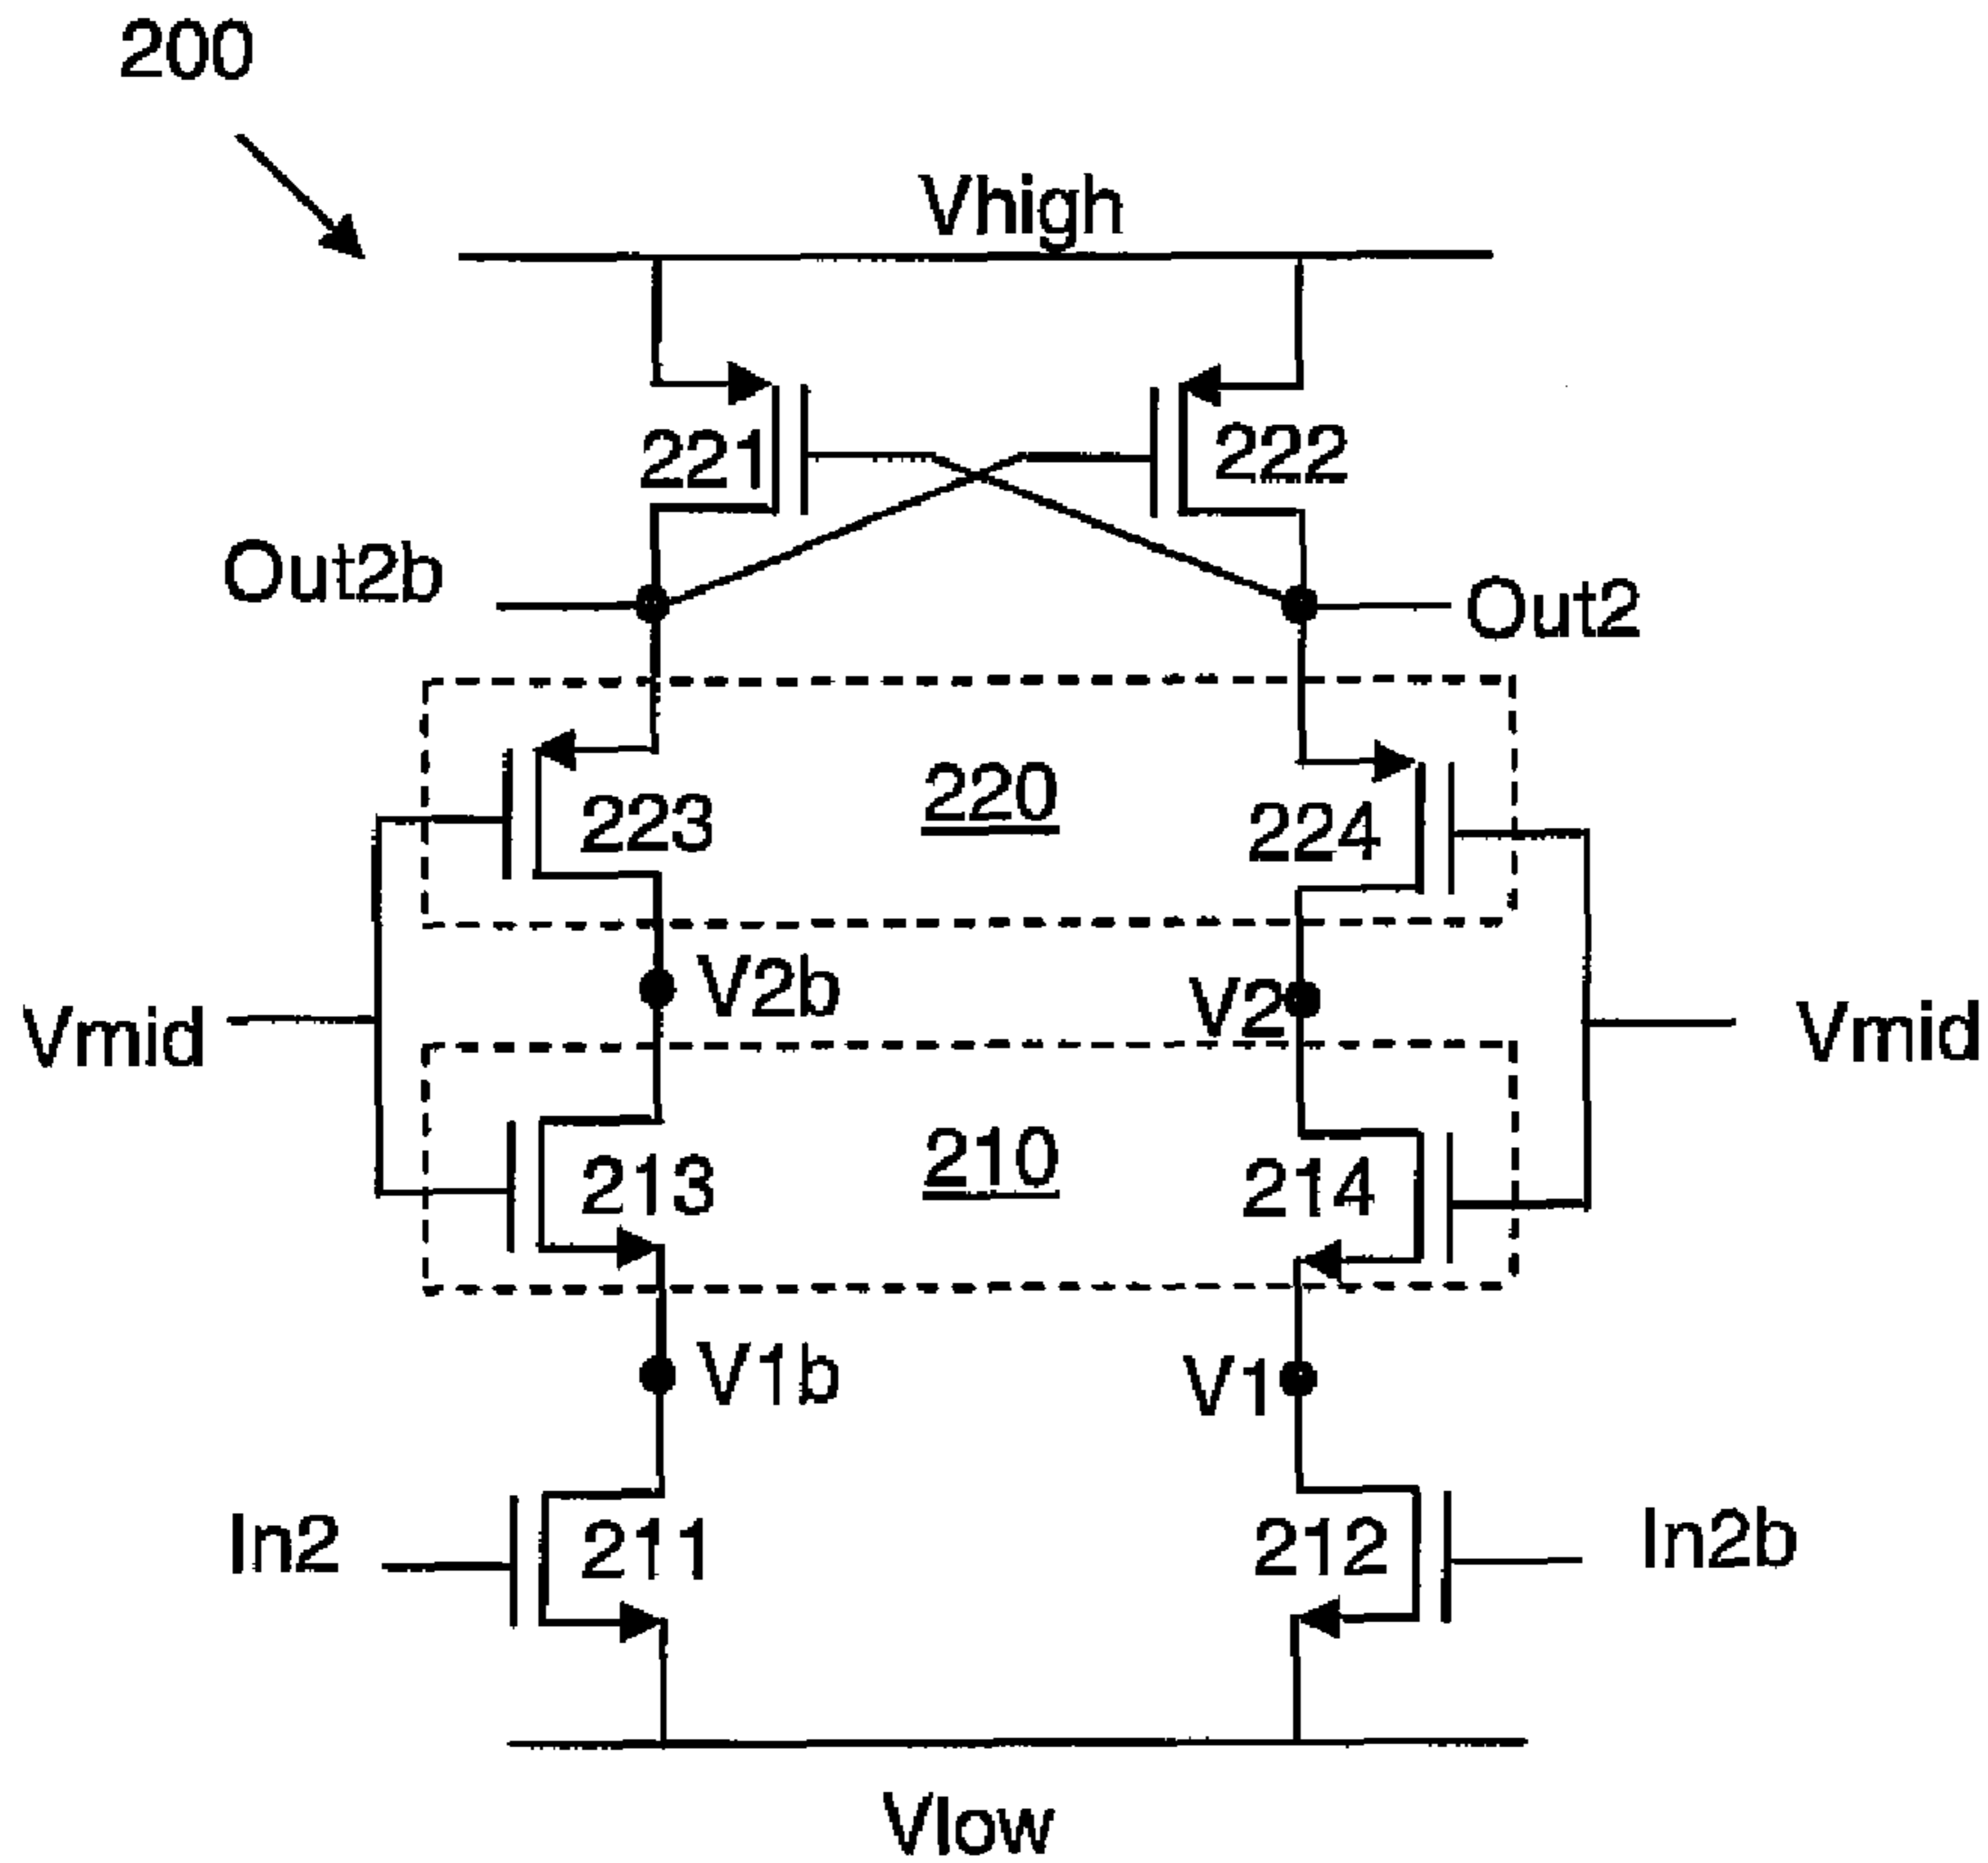 200
Vhigh
221
222
Out2b
Out2
223
220
224
V2b
V2
Vmid
Vmid
213
210
214
V1b
V1
In2
211
212
In2b
Vlow